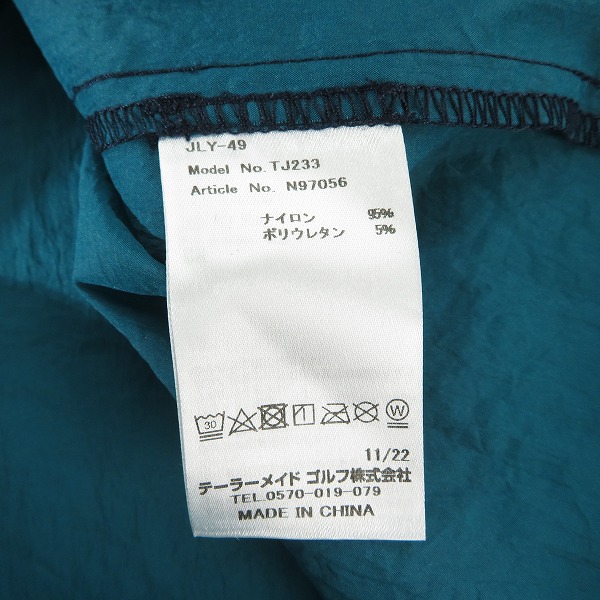 JLY-49
Model No.TJ233
Article No. N97056
ナイロン 95%
ポリウレタン 5%
30 W
11/22
テーラーメイド ゴルフ株式会社
TEL.0570-019-079
MADE IN CHINA